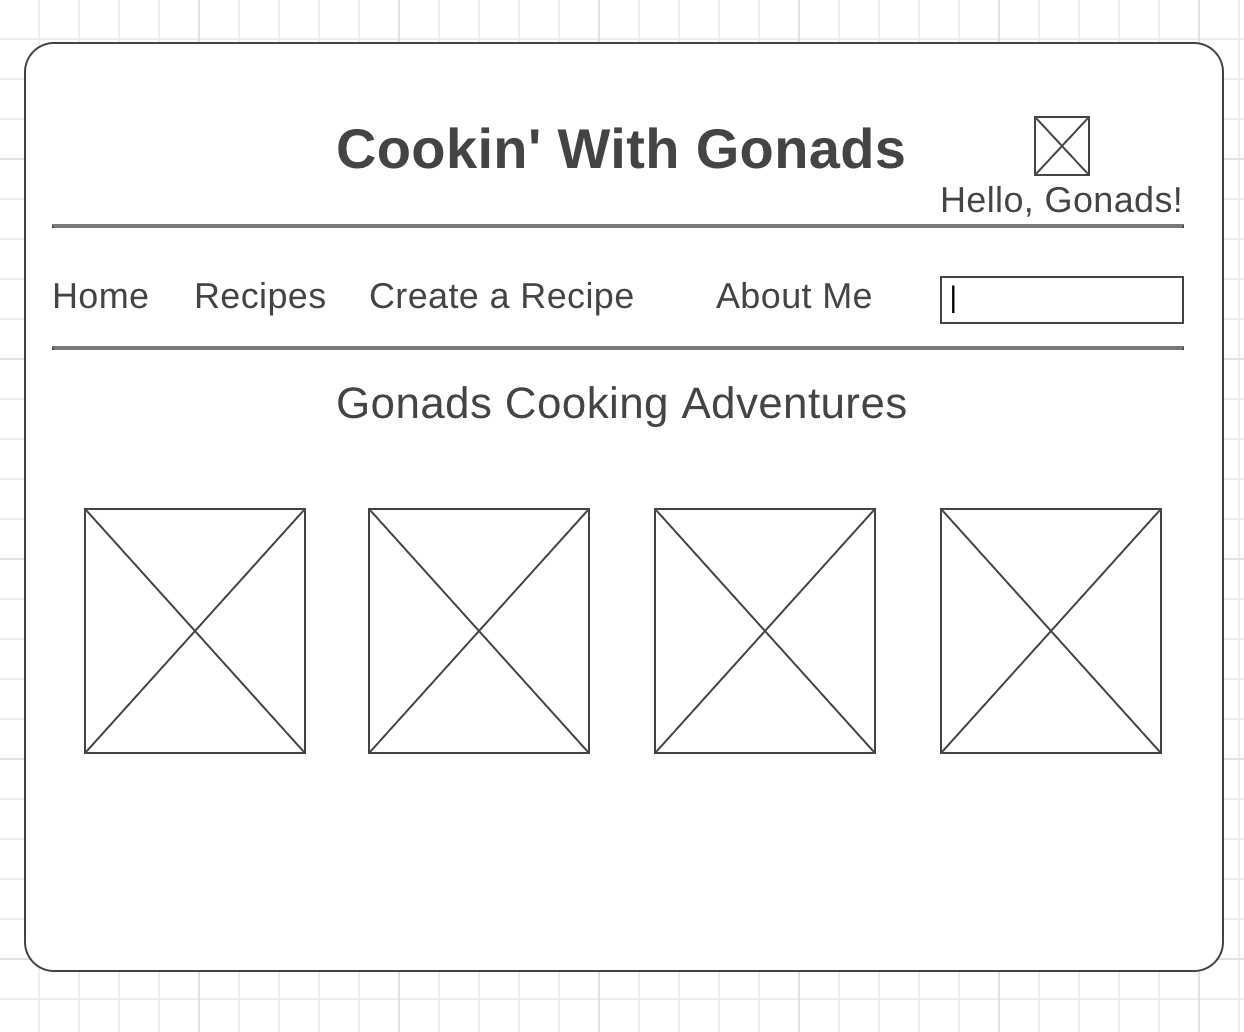 Cookin' With Gonads
Hello, Gonads!
Home Recipes Create a Recipe About Me
Gonads Cooking Adventures